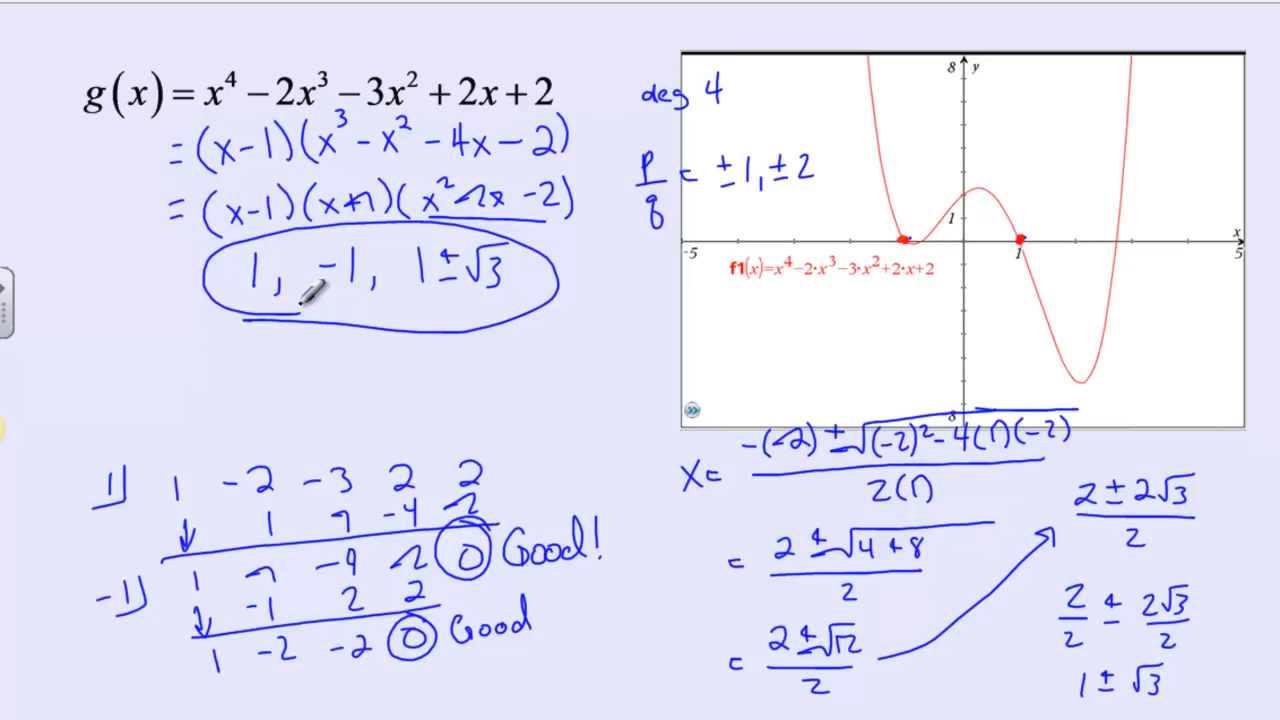 g(x) = x⁴ − 2x³ − 3x² + 2x + 2
= (x-1)(x³ - x² - 4x - 2)
= (x-1)(x+1)(x² -2x -2)
1, -1, 1 ± √3
deg 4
p/q = ±1, ±2
8 y
1
-5 1 x 5
f1(x)=x⁴−2·x³−3·x²+2·x+2
8
1) 1 -2 -3 2 2
1 -1 -4 -2
1 -1 -4 -2 0 Good!
-1) -1 2 2
1 -2 -2 0 Good
x = (-(-2) ± √((-2)² - 4(1)(-2))) / 2(1)
= (2 ± √(4+8)) / 2
= (2 ± √12) / 2
(2 ± 2√3) / 2
2/2 ± 2√3/2
1 ± √3